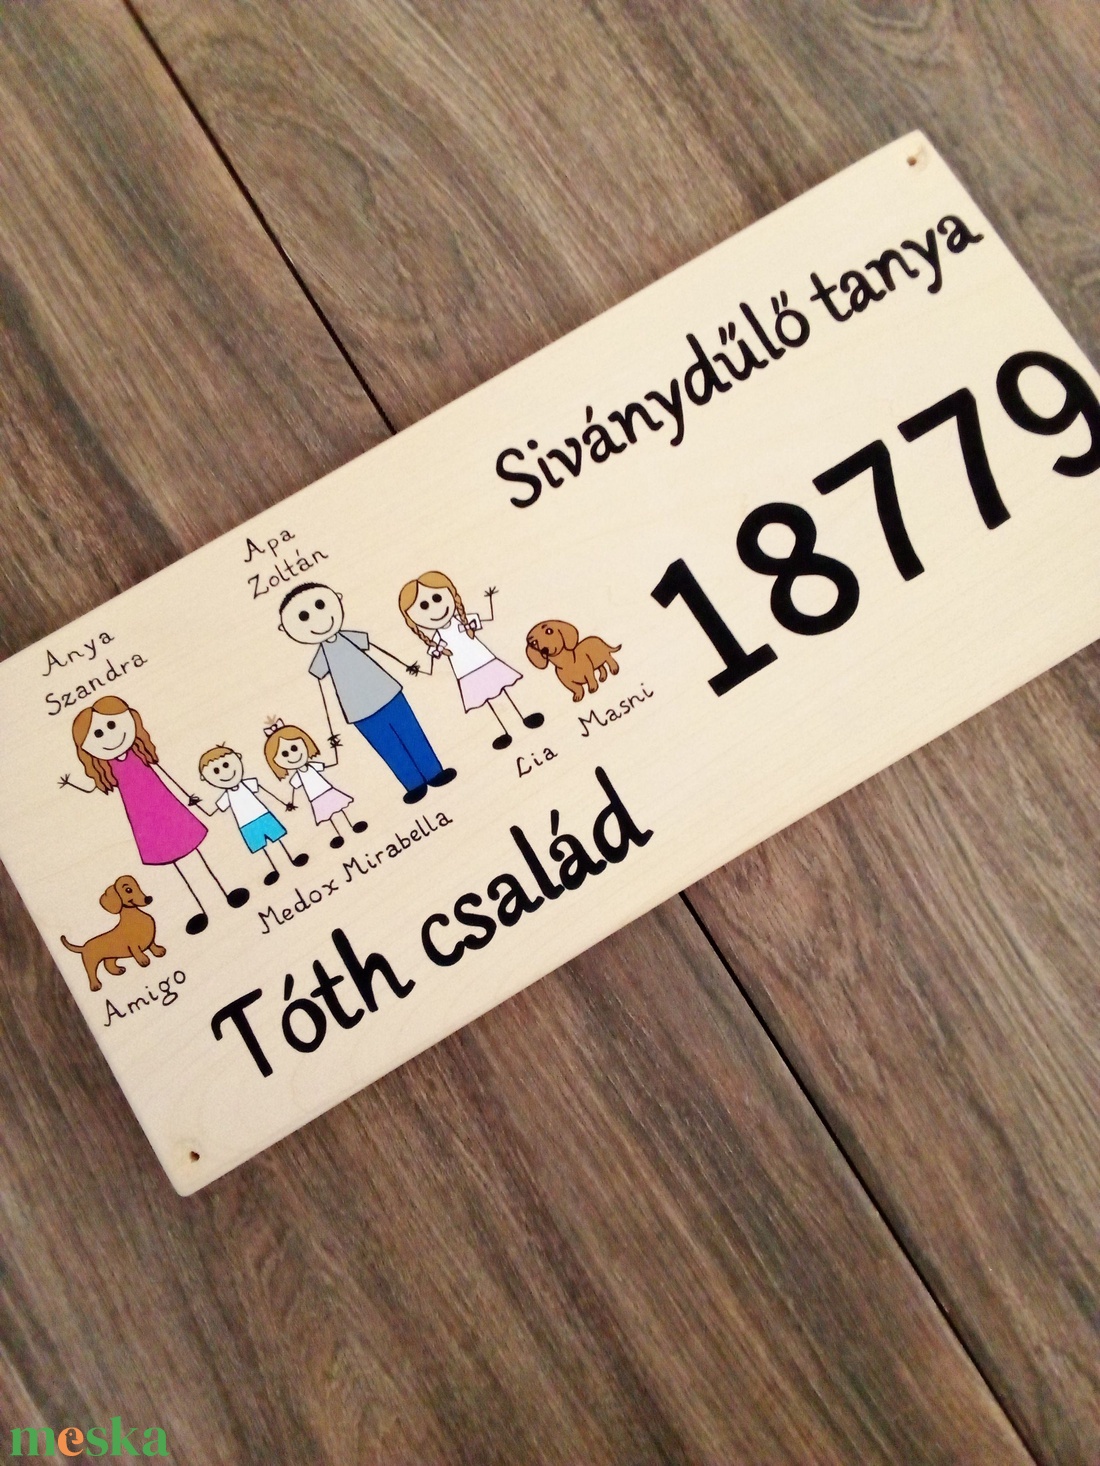 Siványdűlő tanya
18779
Apa
Zoltán
Anya
Szandra
Masni
Lia
Medox Mirabella
Amigo
Tóth család
meska